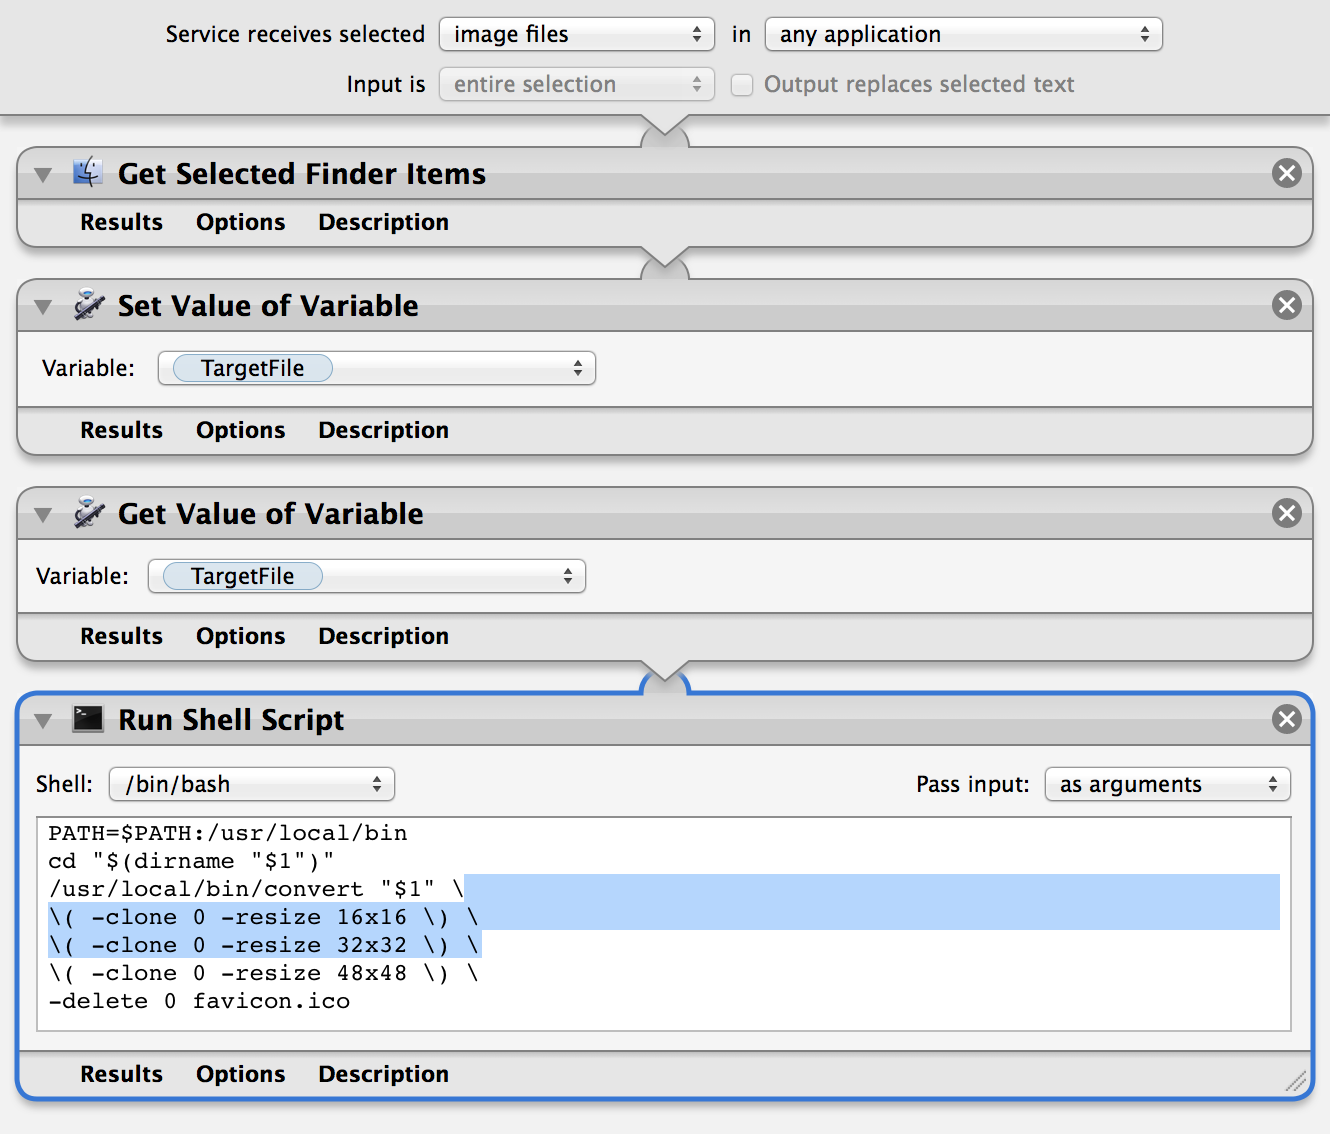 Service receives selected image files in any application
Input is entire selection Output replaces selected text
Get Selected Finder Items
Results Options Description
Set Value of Variable
Variable: TargetFile
Results Options Description
Get Value of Variable
Variable: TargetFile
Results Options Description
Run Shell Script
Shell: /bin/bash Pass input: as arguments
PATH=$PATH:/usr/local/bin
cd "$(dirname "$1")"
/usr/local/bin/convert "$1" \
\( -clone 0 -resize 16x16 \) \
\( -clone 0 -resize 32x32 \) \
\( -clone 0 -resize 48x48 \) \
-delete 0 favicon.ico
Results Options Description